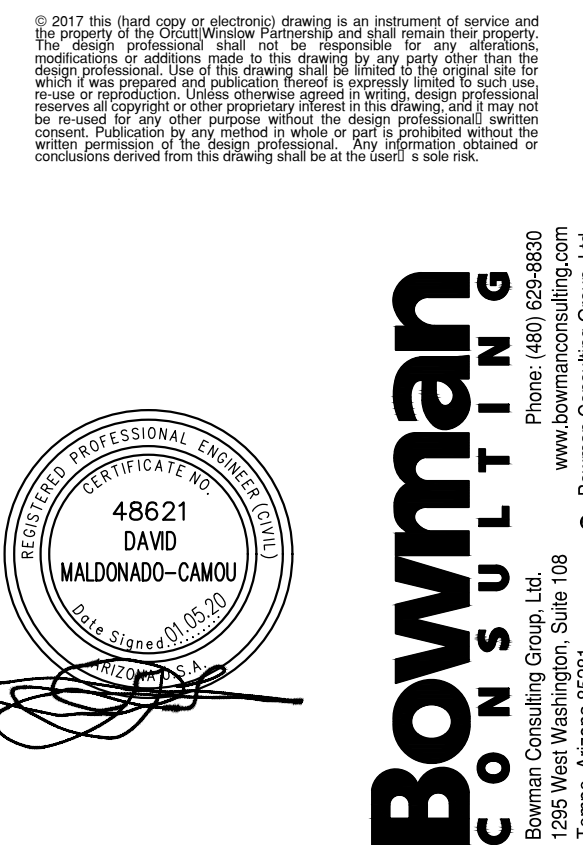 © 2017 this (hard copy or electronic) drawing is an instrument of service and
the property of the Orcutt|Winslow Partnership and shall remain their property.
The design professional shall not be responsible for any alterations,
modifications or additions made to this drawing by any party other than the
design professional. Use of this drawing shall be limited to the original site for
which it was prepared and publication thereof is expressly limited to such use,
re-use or reproduction. Unless otherwise agreed in writing, design professional
reserves all copyright or other proprietary interest in this drawing, and it may not
be re-used for any other purpose without the design professional▯ swritten
consent. Publication by any method in whole or part is prohibited without the
written permission of the design professional. Any information obtained or
conclusions derived from this drawing shall be at the user▯ s sole risk.
REGISTERED PROFESSIONAL ENGINEER (CIVIL)
CERTIFICATE NO.
48621
DAVID
MALDONADO-CAMOU
Date Signed 01.05.20
ARIZONA U.S.A.
Bowman
CONSULTING
Bowman Consulting Group, Ltd. Phone: (480) 629-8830
1295 West Washington, Suite 108 www.bowmanconsulting.com